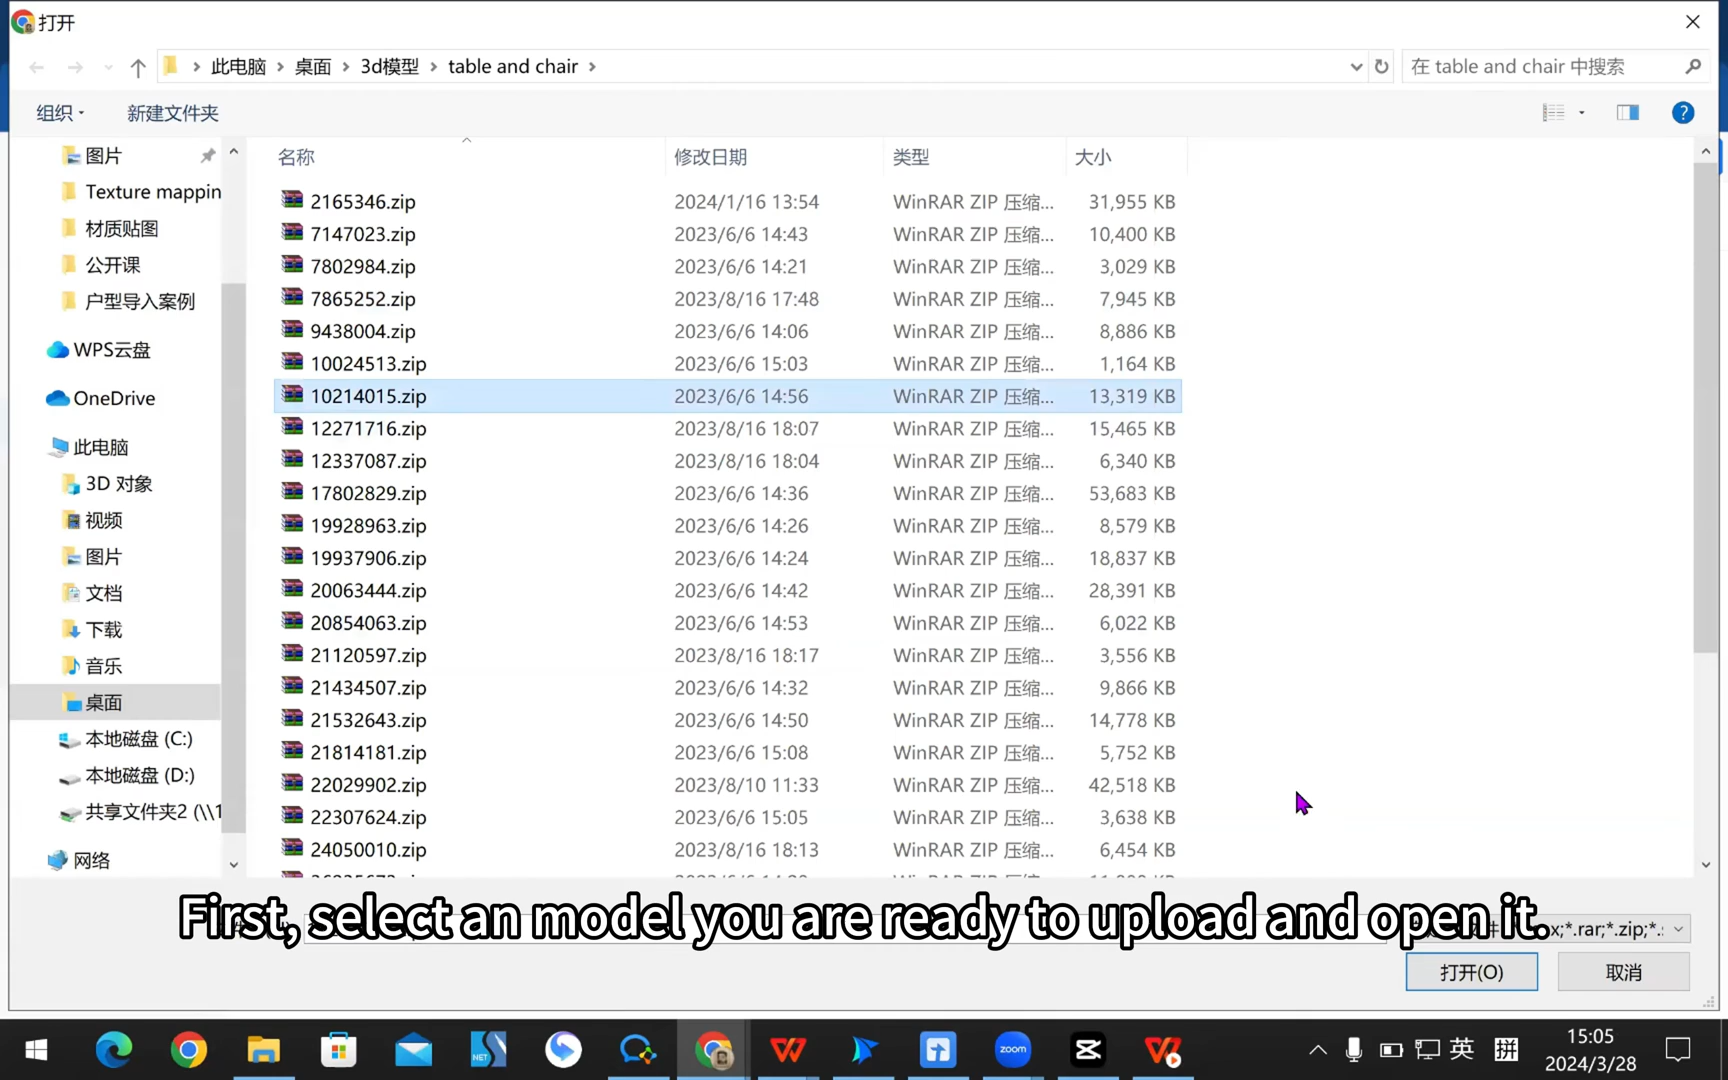 打开
此电脑 › 桌面 › 3d模型 › table and chair ›
在 table and chair 中搜索
组织
新建文件夹
图片
Texture mappin
材质贴图
公开课
户型导入案例
WPS云盘
OneDrive
此电脑
3D 对象
视频
图片
文档
下载
音乐
桌面
本地磁盘 (C:)
本地磁盘 (D:)
共享文件夹2 (\\1
网络
名称 修改日期 类型 大小
2165346.zip 2024/1/16 13:54 WinRAR ZIP 压缩... 31,955 KB
7147023.zip 2023/6/6 14:43 WinRAR ZIP 压缩... 10,400 KB
7802984.zip 2023/6/6 14:21 WinRAR ZIP 压缩... 3,029 KB
7865252.zip 2023/8/16 17:48 WinRAR ZIP 压缩... 7,945 KB
9438004.zip 2023/6/6 14:06 WinRAR ZIP 压缩... 8,886 KB
10024513.zip 2023/6/6 15:03 WinRAR ZIP 压缩... 1,164 KB
10214015.zip 2023/6/6 14:56 WinRAR ZIP 压缩... 13,319 KB
12271716.zip 2023/8/16 18:07 WinRAR ZIP 压缩... 15,465 KB
12337087.zip 2023/8/16 18:04 WinRAR ZIP 压缩... 6,340 KB
17802829.zip 2023/6/6 14:36 WinRAR ZIP 压缩... 53,683 KB
19928963.zip 2023/6/6 14:26 WinRAR ZIP 压缩... 8,579 KB
19937906.zip 2023/6/6 14:24 WinRAR ZIP 压缩... 18,837 KB
20063444.zip 2023/6/6 14:42 WinRAR ZIP 压缩... 28,391 KB
20854063.zip 2023/6/6 14:53 WinRAR ZIP 压缩... 6,022 KB
21120597.zip 2023/8/16 18:17 WinRAR ZIP 压缩... 3,556 KB
21434507.zip 2023/6/6 14:32 WinRAR ZIP 压缩... 9,866 KB
21532643.zip 2023/6/6 14:50 WinRAR ZIP 压缩... 14,778 KB
21814181.zip 2023/6/6 15:08 WinRAR ZIP 压缩... 5,752 KB
22029902.zip 2023/8/10 11:33 WinRAR ZIP 压缩... 42,518 KB
22307624.zip 2023/6/6 15:05 WinRAR ZIP 压缩... 3,638 KB
24050010.zip 2023/8/16 18:13 WinRAR ZIP 压缩... 6,454 KB
First, select an model you are ready to upload and open it.
x;*.rar;*.zip;*.
打开(O) 取消
NET
zoom
英
拼
15:05
2024/3/28